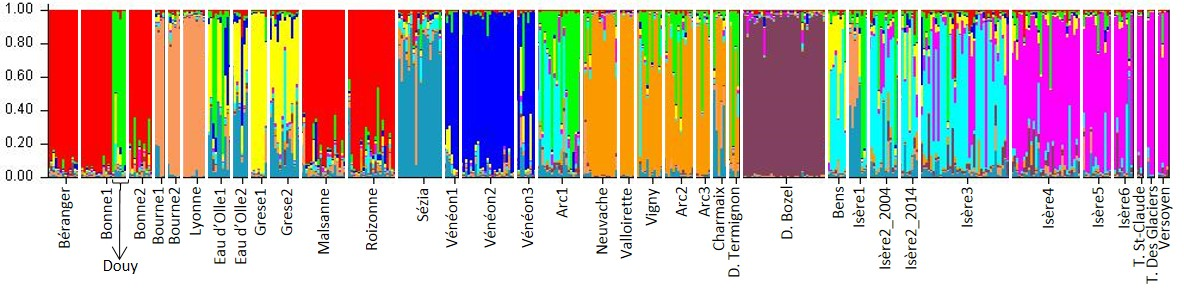 1.00
0.80
0.60
0.40
0.20
0.00
Béranger
Bonne1
Douy
Bonne2
Bourne1
Bourne2
Lyonne
Eau d'Olle1
Eau d'Olle2
Grese1
Grese2
Malsanne
Roizonne
Sézia
Vénéon1
Vénéon2
Vénéon3
Arc1
Neuvache
Valloirette
Vigny
Arc2
Arc3
Charmaix
D. Termignon
D. Bozel
Bens
Isère1
Isère2_2004
Isère2_2014
Isère3
Isère4
Isère5
Isère6
T. St-Claude
T. Des Glaciers
Versoyen